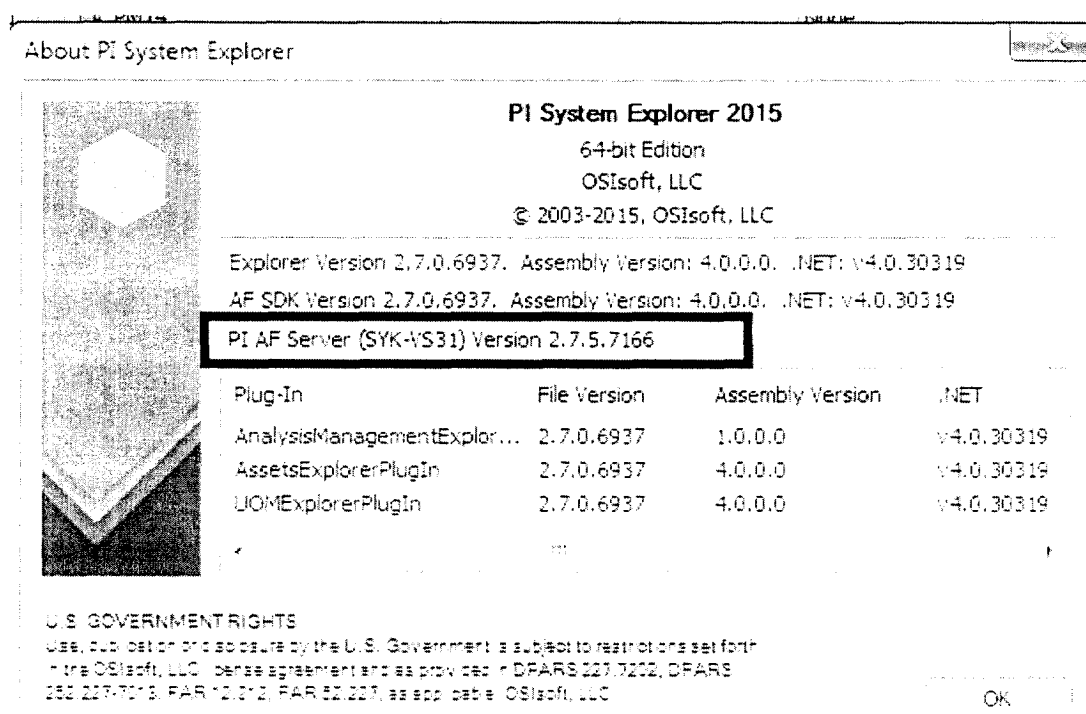 About PI System Explorer
PI System Explorer 2015
64-bit Edition
OSIsoft, LLC
© 2003-2015, OSIsoft, LLC
Explorer Version 2.7.0.6937. Assembly Version: 4.0.0.0. .NET: v4.0.30319
AF SDK Version 2.7.0.6937. Assembly Version: 4.0.0.0. .NET: v4.0.30319
PI AF Server (SYK-VS31) Version 2.7.5.7166
Plug-In File Version Assembly Version .NET
AnalysisManagementExplor... 2.7.0.6937 1.0.0.0 v4.0.30319
AssetsExplorerPlugIn 2.7.0.6937 4.0.0.0 v4.0.30319
UOMExplorerPlugIn 2.7.0.6937 4.0.0.0 v4.0.30319
U.S. GOVERNMENT RIGHTS
Use, by the U.S. Government is subject to restrictions set forth
in the OSIsoft, LLC license agreement and as provided in DFARS 227.7202, DFARS
252.227-7013, FAR 12.212, FAR 52.227, as applicable. OSIsoft, LLC
OK